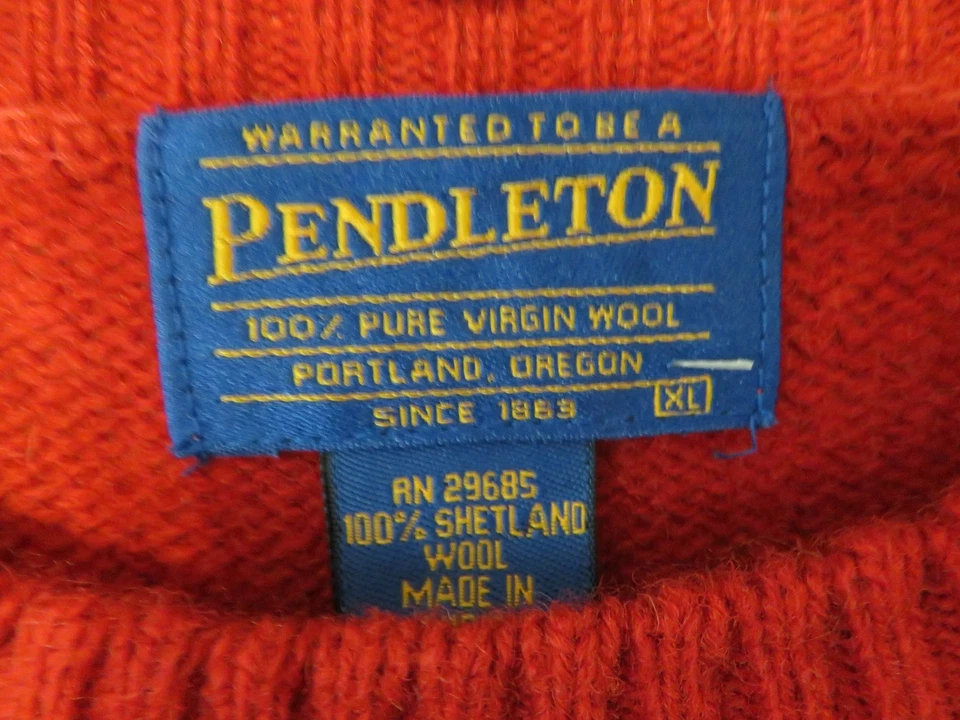 WARRANTED TO BE A
PENDLETON
100% PURE VIRGIN WOOL
PORTLAND, OREGON
SINCE 1863 XL
RN 29685
100% SHETLAND
WOOL
MADE IN